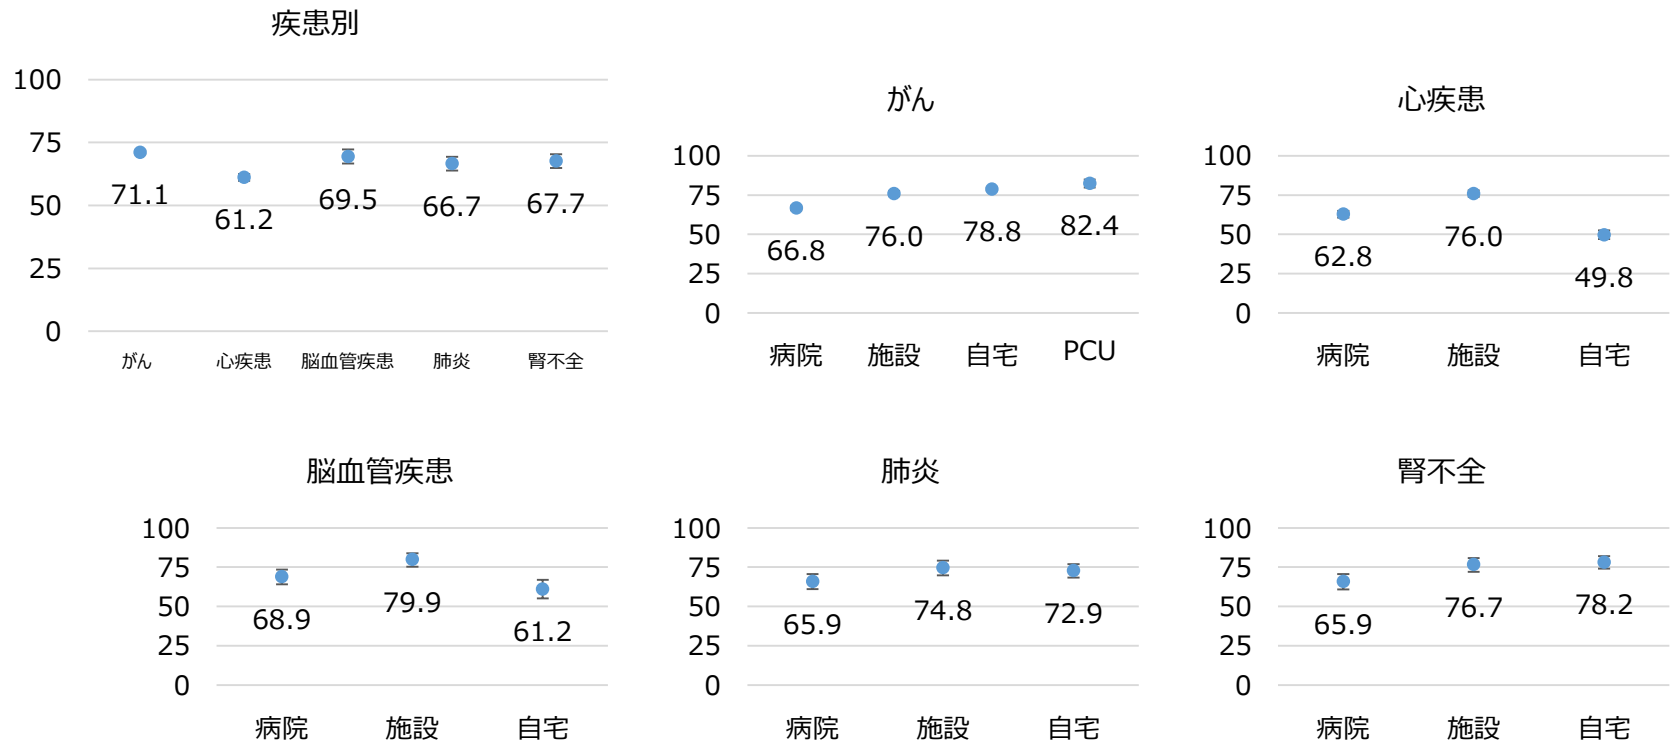 疾患別
100
75
50
25
0
71.1
61.2
69.5
66.7
67.7
がん
心疾患
脳血管疾患
肺炎
腎不全
がん
100
75
50
25
0
66.8
76.0
78.8
82.4
病院
施設
自宅
PCU
心疾患
100
75
50
25
0
62.8
76.0
49.8
病院
施設
自宅
脳血管疾患
100
75
50
25
0
68.9
79.9
61.2
病院
施設
自宅
肺炎
100
75
50
25
0
65.9
74.8
72.9
病院
施設
自宅
腎不全
100
75
50
25
0
65.9
76.7
78.2
病院
施設
自宅